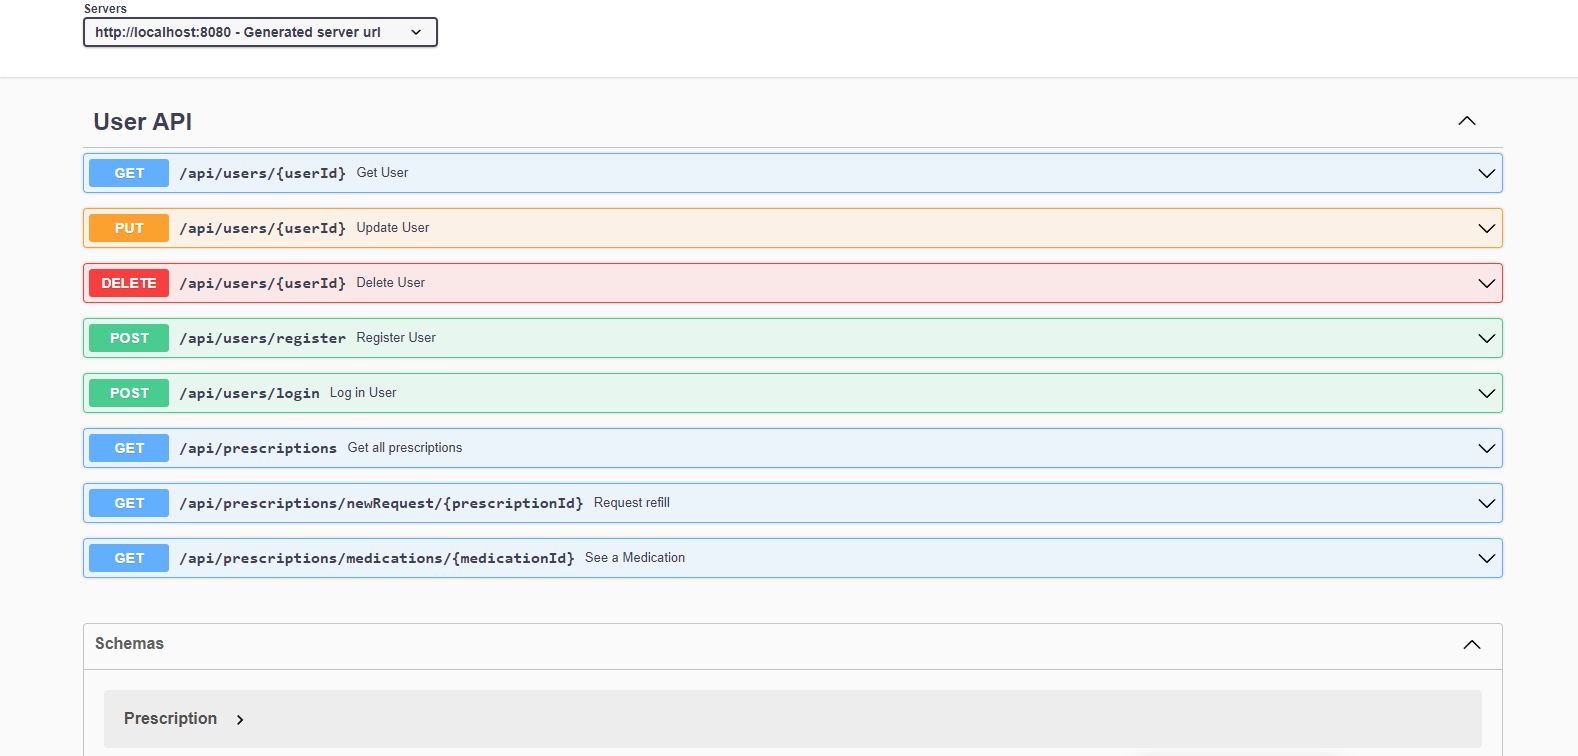 Servers
http://localhost:8080 - Generated server url
User API
GET /api/users/{userId} Get User
PUT /api/users/{userId} Update User
DELETE /api/users/{userId} Delete User
POST /api/users/register Register User
POST /api/users/login Log in User
GET /api/prescriptions Get all prescriptions
GET /api/prescriptions/newRequest/{prescriptionId} Request refill
GET /api/prescriptions/medications/{medicationId} See a Medication
Schemas
Prescription